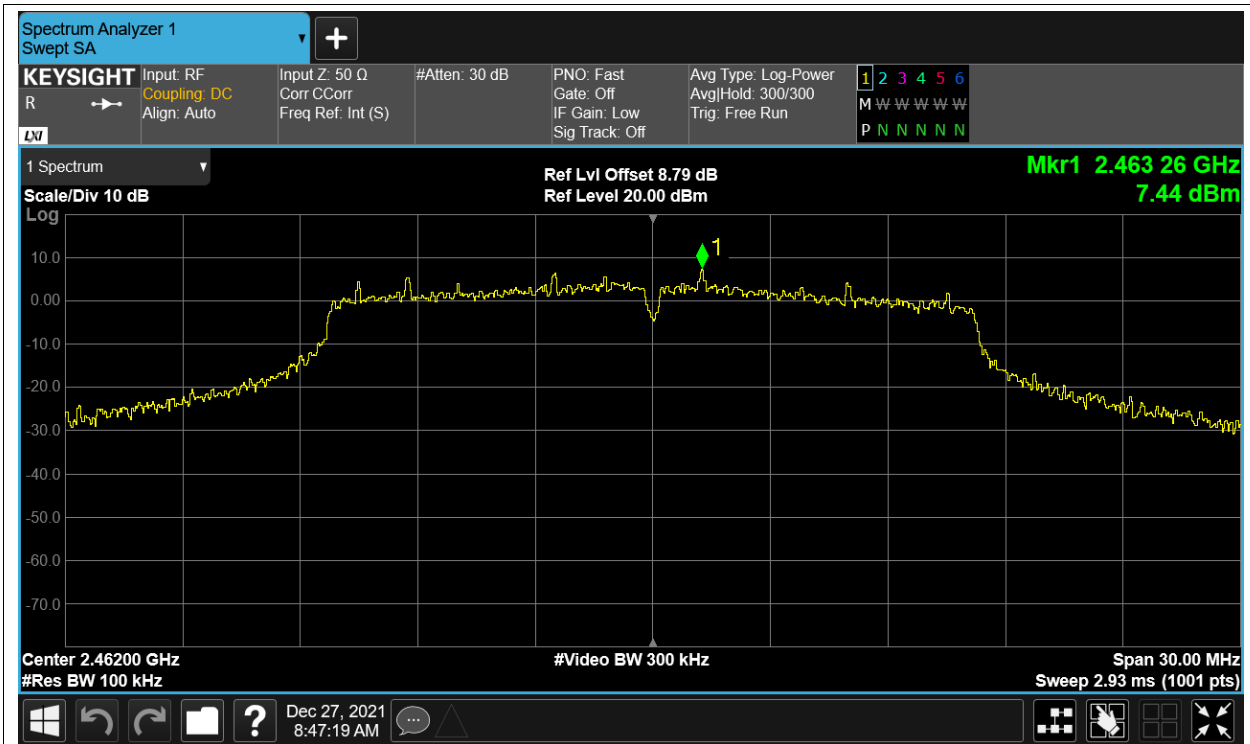 Spectrum Analyzer 1
Swept SA
+
KEYSIGHT
R
LXI
Input: RF
Coupling: DC
Align: Auto
Input Z: 50 Ω
Corr CCorr
Freq Ref: Int (S)
#Atten: 30 dB
PNO: Fast
Gate: Off
IF Gain: Low
Sig Track: Off
Avg Type: Log-Power
Avg|Hold: 300/300
Trig: Free Run
1 2 3 4 5 6
M W W W W W
P N N N N N
1 Spectrum
Scale/Div 10 dB
Log
Ref Lvl Offset 8.79 dB
Ref Level 20.00 dBm
Mkr1 2.463 26 GHz
7.44 dBm
1
10.0
0.00
-10.0
-20.0
-30.0
-40.0
-50.0
-60.0
-70.0
Center 2.46200 GHz
#Res BW 100 kHz
#Video BW 300 kHz
Span 30.00 MHz
Sweep 2.93 ms (1001 pts)
?
Dec 27, 2021
8:47:19 AM